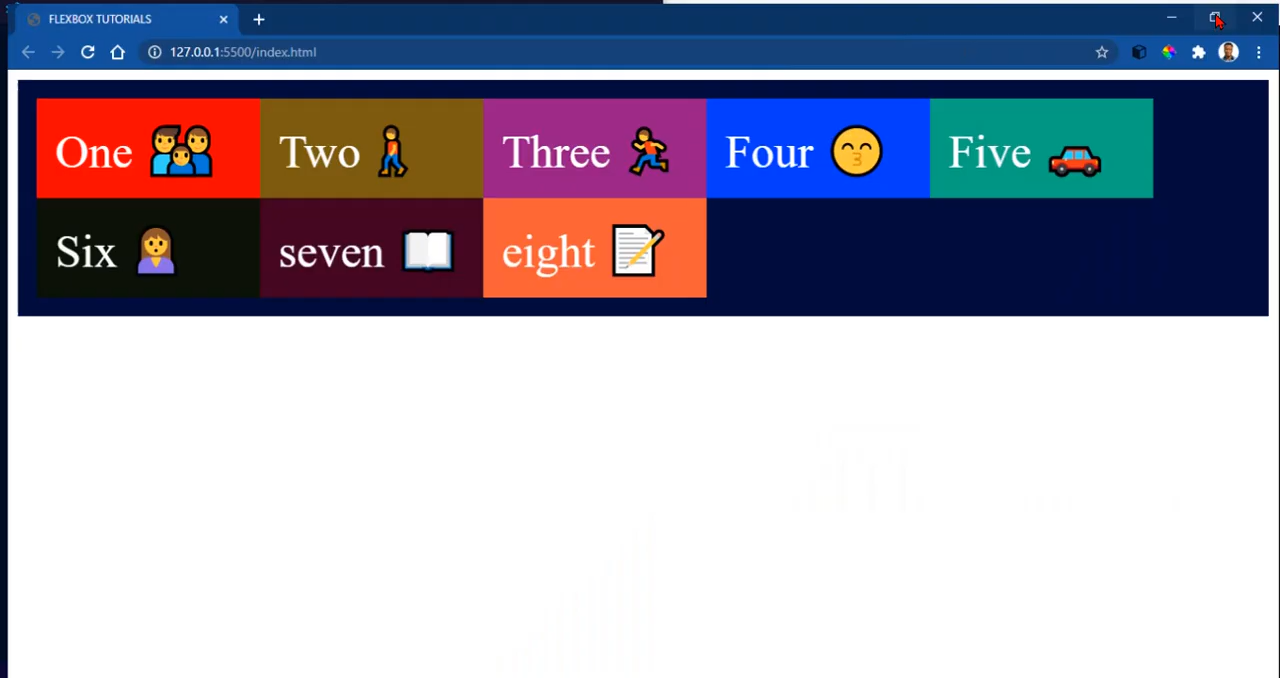 FLEXBOX TUTORIALS
127.0.0.1:5500/index.html
One
Two
Three
Four
Five
Six
seven
eight